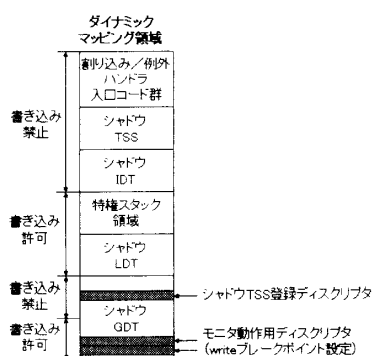 ダイナミック
マッピング領域
割り込み／例外
ハンドラ
入口コード群
書き込み
禁止
シャドウ
TSS
シャドウ
IDT
特権スタック
領域
書き込み
許可
シャドウ
LDT
書き込み
禁止
シャドウTSS登録ディスクリプタ
シャドウ
GDT
書き込み
許可
モニタ動作用ディスクリプタ
（writeブレークポイント設定）